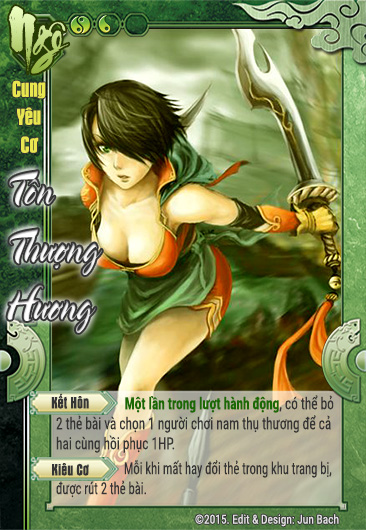 Ngô
Cung
Yêu
Cơ
Tôn
Thượng
Hương
Kết Hôn Một lần trong lượt hành động, có thể bỏ
2 thẻ bài và chọn 1 người chơi nam thụ thương để cả
hai cùng hồi phục 1HP.
Kiêu Cơ Mỗi khi mất hay đổi thẻ trong khu trang bị,
được rút 2 thẻ bài.
©2015. Edit & Design: Jun Bach